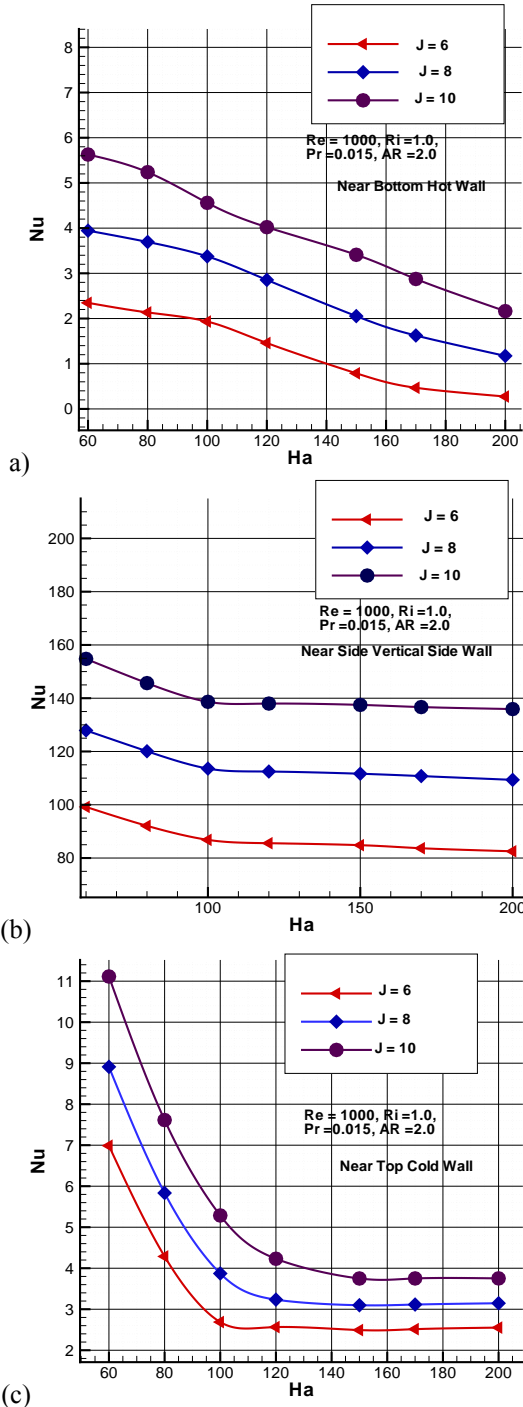 J = 6
J = 8
J = 10
Re = 1000, Ri =1.0,
Pr =0.015, AR =2.0
Near Bottom Hot Wall
8
7
6
5
4
3
2
1
0
Nu
60 80 100 120 140 160 180 200
Ha
a)
J = 6
J = 8
J = 10
Re = 1000, Ri =1.0,
Pr =0.015, AR =2.0
Near Side Vertical Side Wall
200
180
160
140
120
100
80
Nu
100 150 200
Ha
(b)
J = 6
J = 8
J = 10
Re = 1000, Ri =1.0,
Pr =0.015, AR =2.0
Near Top Cold Wall
11
10
9
8
7
6
5
4
3
2
Nu
60 80 100 120 140 160 180 200
Ha
(c)